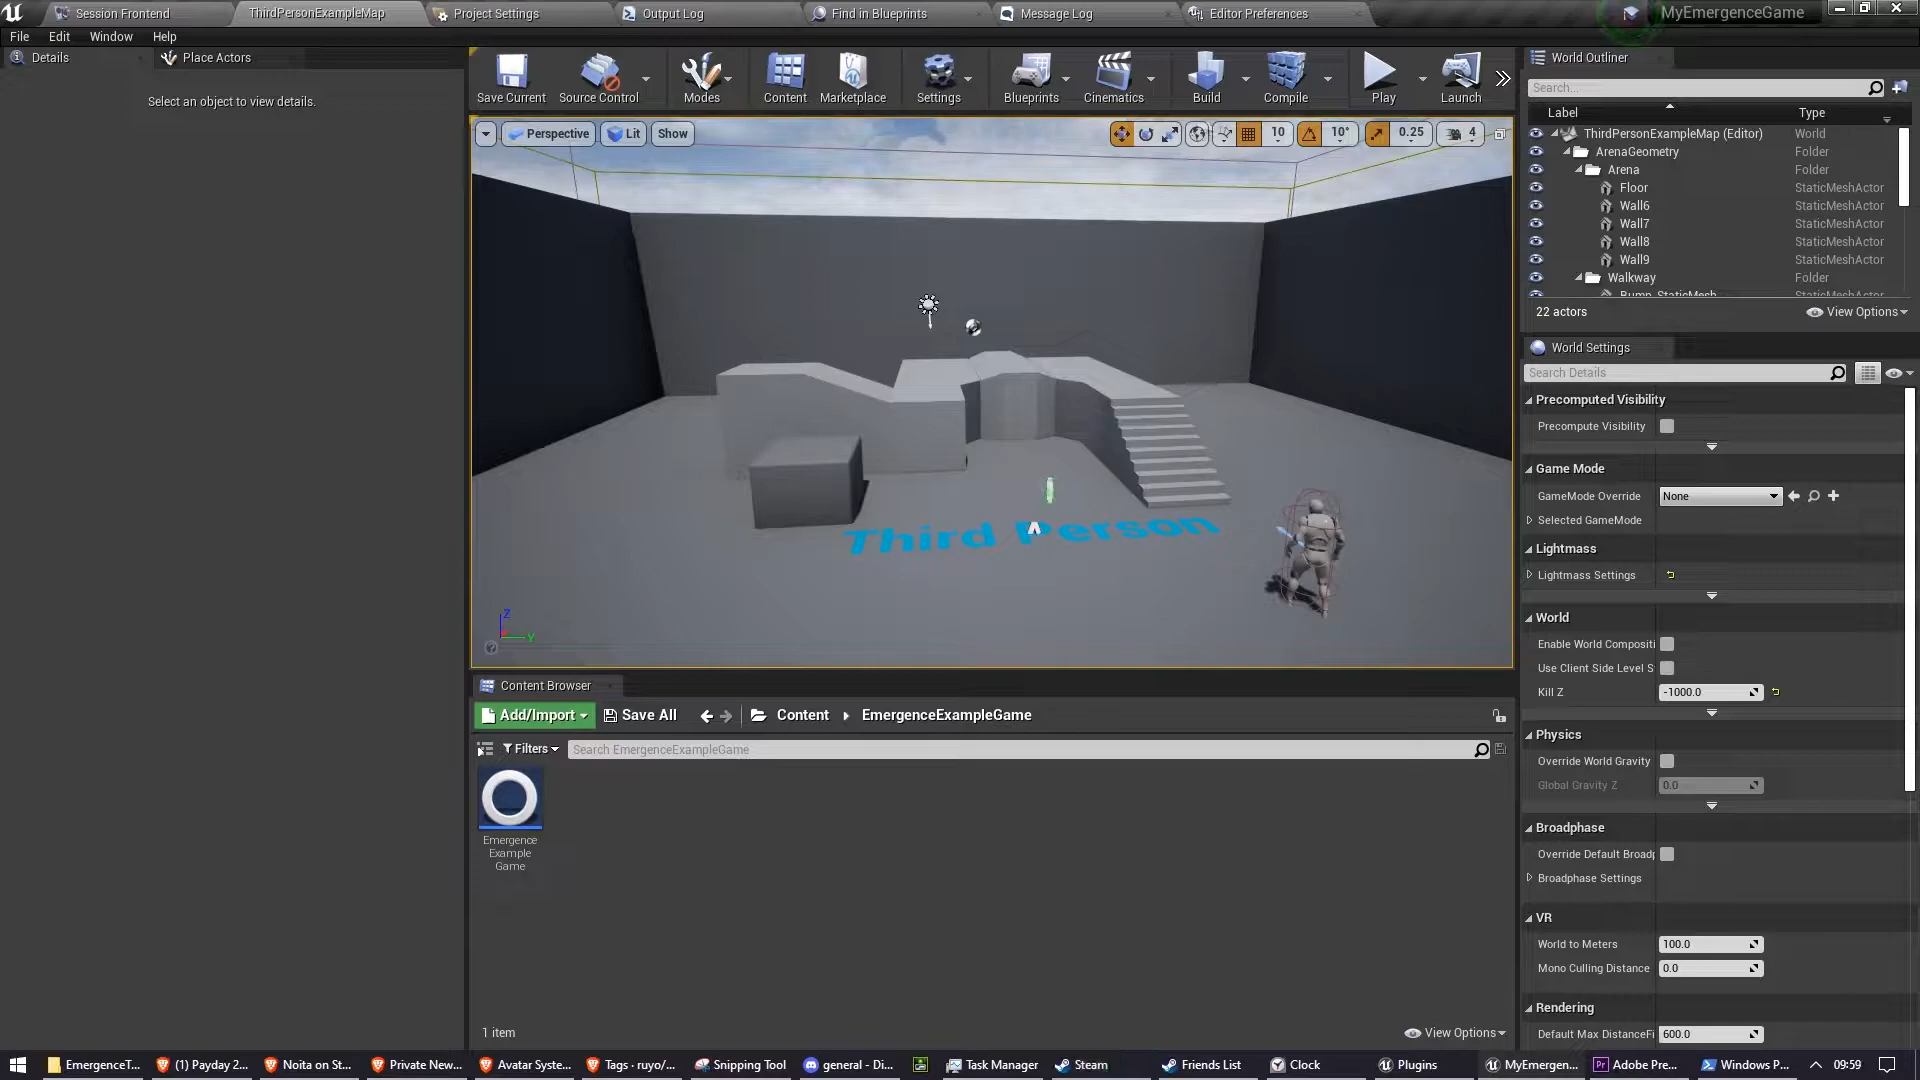 Session Frontend
ThirdPersonExampleMap
Project Settings
Output Log
Find in Blueprints
Message Log
Editor Preferences
MyEmergenceGame
File
Edit
Window
Help
Details
Place Actors
Select an object to view details.
Save Current
Source Control
Modes
Content
Marketplace
Settings
Blueprints
Cinematics
Build
Compile
Play
Launch
Perspective
Lit
Show
10
10°
0.25
4
Third Person
Z
Y
World Outliner
Search...
Label
Type
ThirdPersonExampleMap (Editor) World
ArenaGeometry Folder
Arena Folder
Floor StaticMeshActor
Wall6 StaticMeshActor
Wall7 StaticMeshActor
Wall8 StaticMeshActor
Wall9 StaticMeshActor
Walkway Folder
Bump_StaticMesh StaticMeshActor
22 actors
View Options
World Settings
Search Details
Precomputed Visibility
Precompute Visibility
Game Mode
GameMode Override None
Selected GameMode
Lightmass
Lightmass Settings
World
Enable World Compositi
Use Client Side Level S
Kill Z -1000.0
Physics
Override World Gravity
Global Gravity Z 0.0
Broadphase
Override Default Broadp
Broadphase Settings
VR
World to Meters 100.0
Mono Culling Distance 0.0
Rendering
Default Max DistanceFi 600.0
Content Browser
Add/Import
Save All
Content
EmergenceExampleGame
Filters
Search EmergenceExampleGame
Emergence
Example
Game
1 item
View Options
EmergenceT...
(1) Payday 2...
Noita on St...
Private New...
Avatar Syste...
Tags · ruyo/...
Snipping Tool
general - Di...
Task Manager
Steam
Friends List
Clock
Plugins
MyEmergen...
Adobe Pre...
Windows P...
09:59